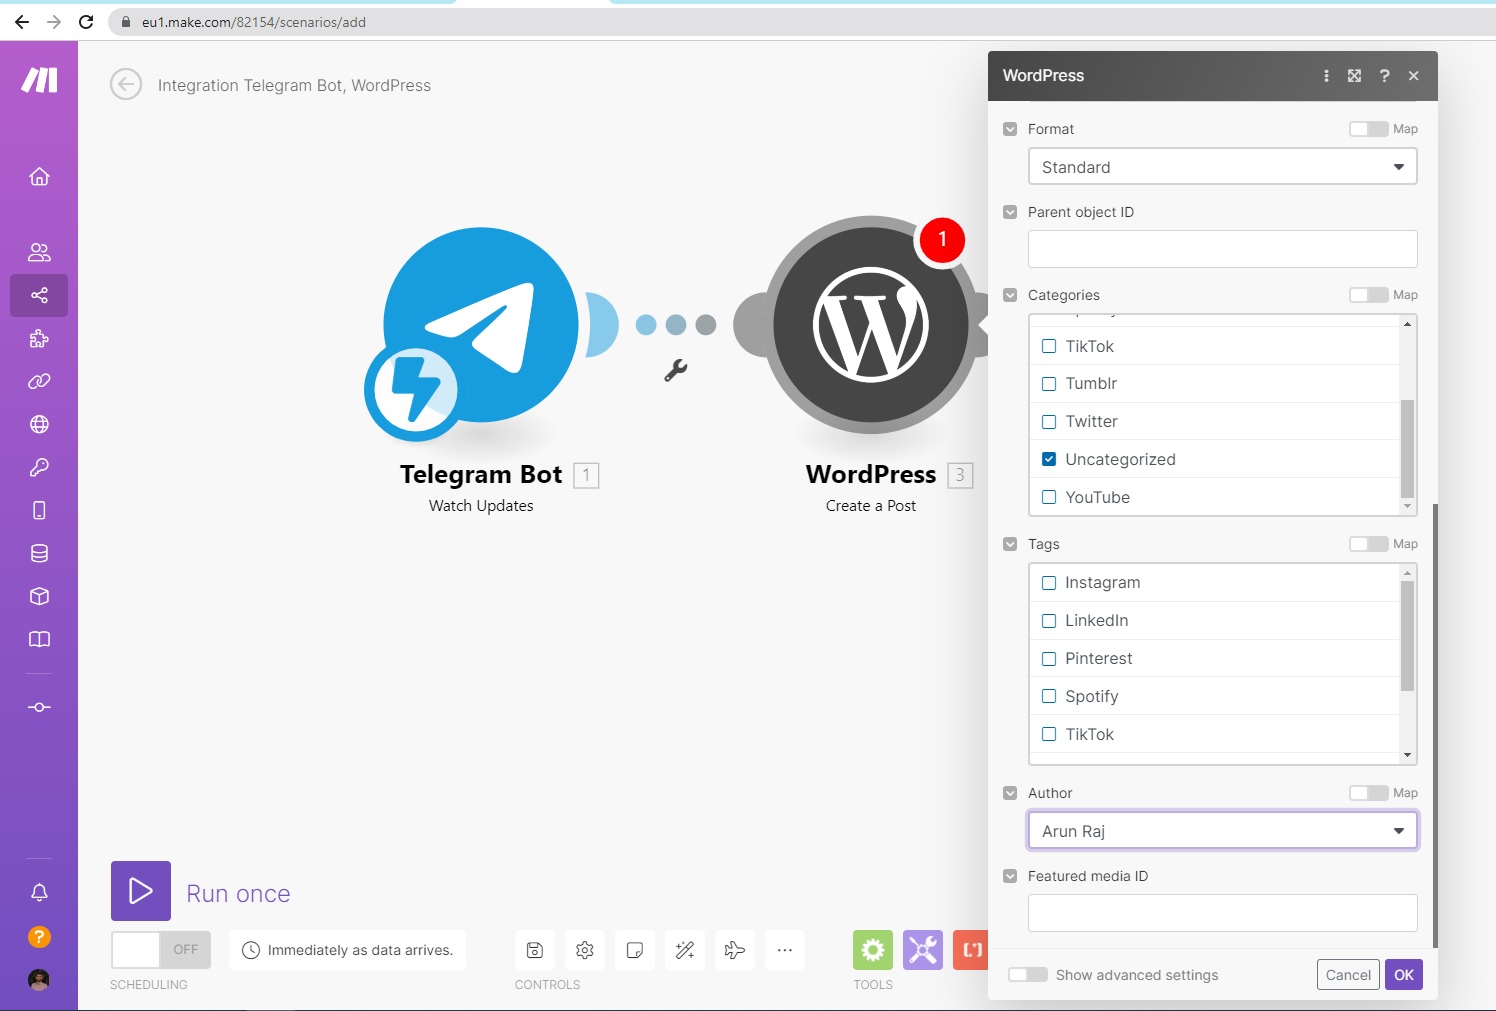 eu1.make.com/82154/scenarios/add
Integration Telegram Bot, WordPress
1
Telegram Bot 1
Watch Updates
WordPress 3
Create a Post
Run once
OFF
Immediately as data arrives.
SCHEDULING
CONTROLS
TOOLS
WordPress
?
Format Map
Standard
Parent object ID
Categories Map
TikTok
Tumblr
Twitter
Uncategorized
YouTube
Tags Map
Instagram
LinkedIn
Pinterest
Spotify
TikTok
Author Map
Arun Raj
Featured media ID
Show advanced settings
Cancel
OK